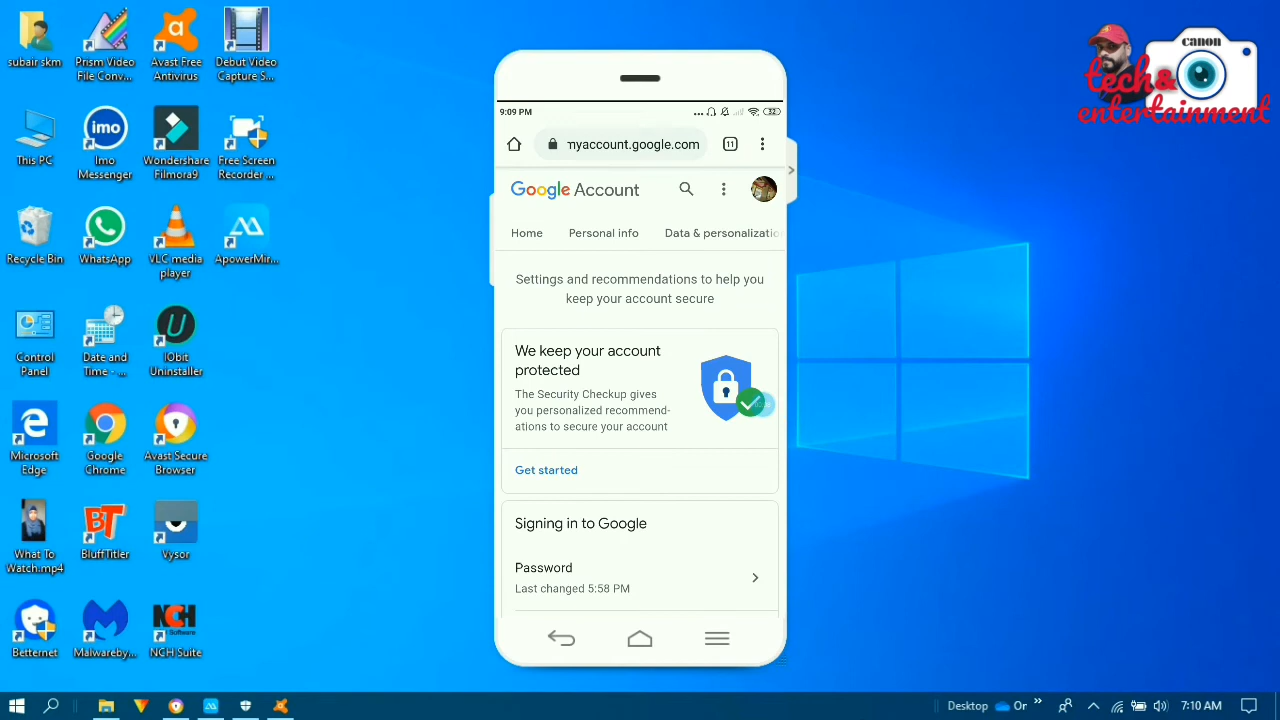 subair skm
Prism Video
File Conv...
Avast Free
Antivirus
Debut Video
Capture S...
This PC
imo
Imo
Messenger
Wondershare
Filmora9
Free Screen
Recorder ...
Recycle Bin
WhatsApp
VLC media
player
ApowerMir...
Control
Panel
Date and
Time - ...
IObit
Uninstaller
Microsoft
Edge
Google
Chrome
Avast Secure
Browser
What To
Watch.mp4
BT
BluffTitler
Vysor
Betternet
Malwareby...
NCH
Software
NCH Suite
9:09 PM
32
myaccount.google.com
11
Google Account
Home
Personal info
Data & personalizatio
Settings and recommendations to help you
keep your account secure
We keep your account
protected
The Security Checkup gives
you personalized recommend-
ations to secure your account
Get started
Signing in to Google
Password
Last changed 5:58 PM
canon
tech&
entertainment
Desktop
Or
7:10 AM